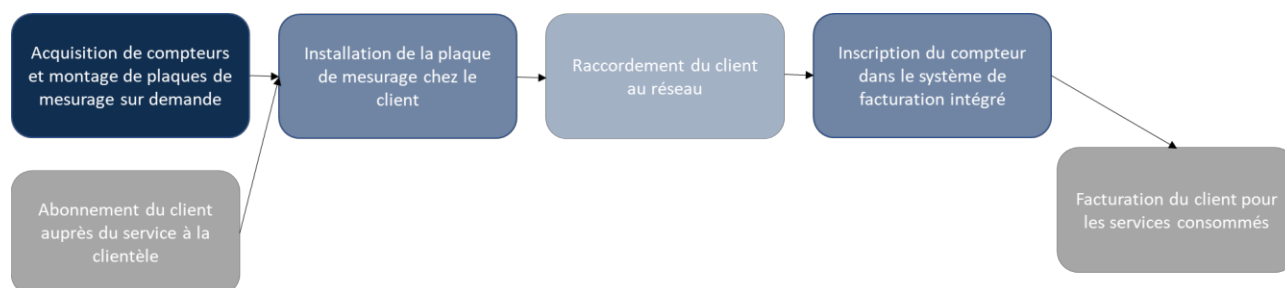 Acquisition de compteurs
et montage de plaques de
mesurage sur demande
Installation de la plaque
de mesurage chez le
client
Raccordement du client
au réseau
Inscription du compteur
dans le système de
facturation intégré
Abonnement du client
auprès du service à la
clientèle
Facturation du client pour
les services consommés